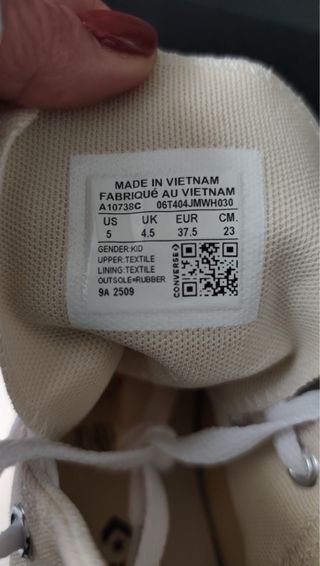 MADE IN VIETNAM
FABRIQUÉ AU VIETNAM
A10738C 06T404JMWH030
US UK EUR CM.
5 4.5 37.5 23
GENDER:KID
UPPER:TEXTILE
LINING:TEXTILE
OUTSOLE=RUBBER
9A 2509
CONVERSE